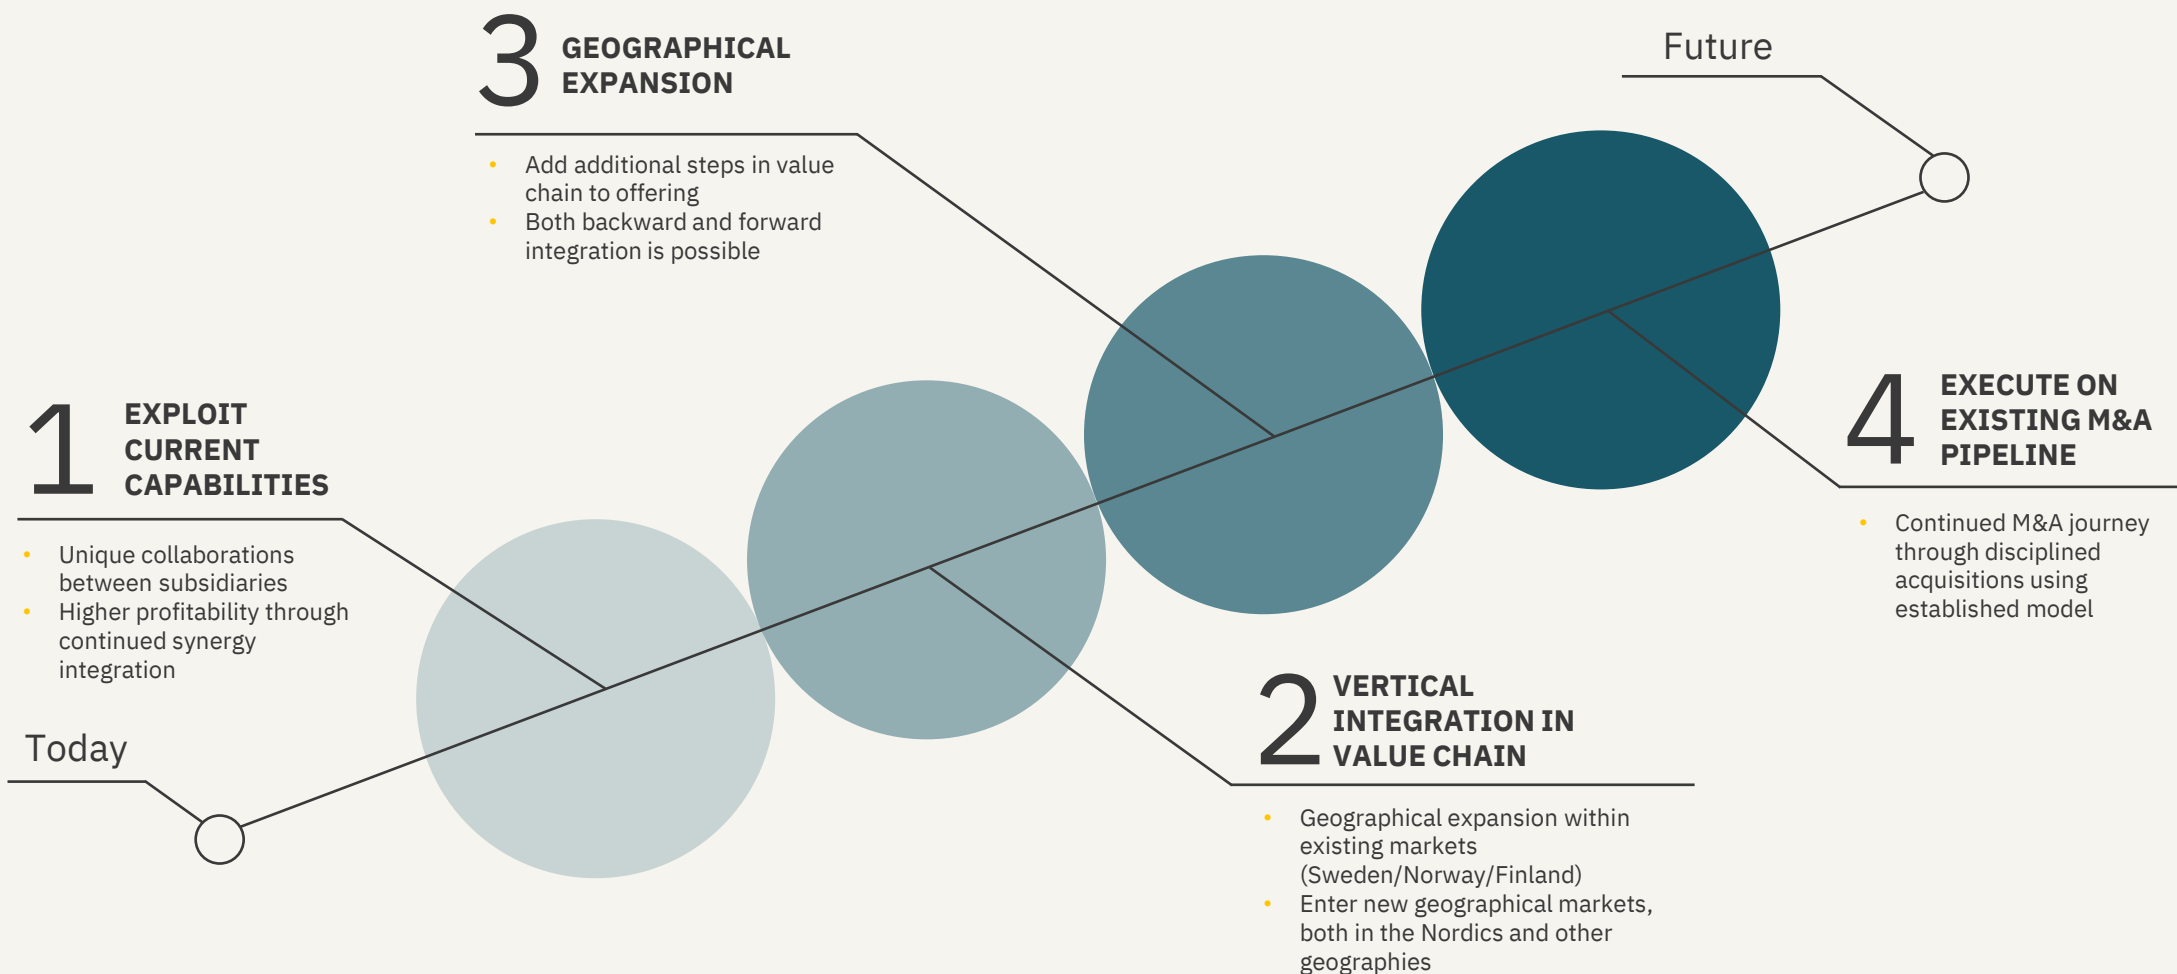 3 GEOGRAPHICAL
EXPANSION
• Add additional steps in value
chain to offering
• Both backward and forward
integration is possible
Future
1 EXPLOIT
CURRENT
CAPABILITIES
• Unique collaborations
between subsidiaries
• Higher profitability through
continued synergy
integration
Today
4 EXECUTE ON
EXISTING M&A
PIPELINE
• Continued M&A journey
through disciplined
acquisitions using
established model
2 VERTICAL
INTEGRATION IN
VALUE CHAIN
• Geographical expansion within
existing markets
(Sweden/Norway/Finland)
• Enter new geographical markets,
both in the Nordics and other
geographies